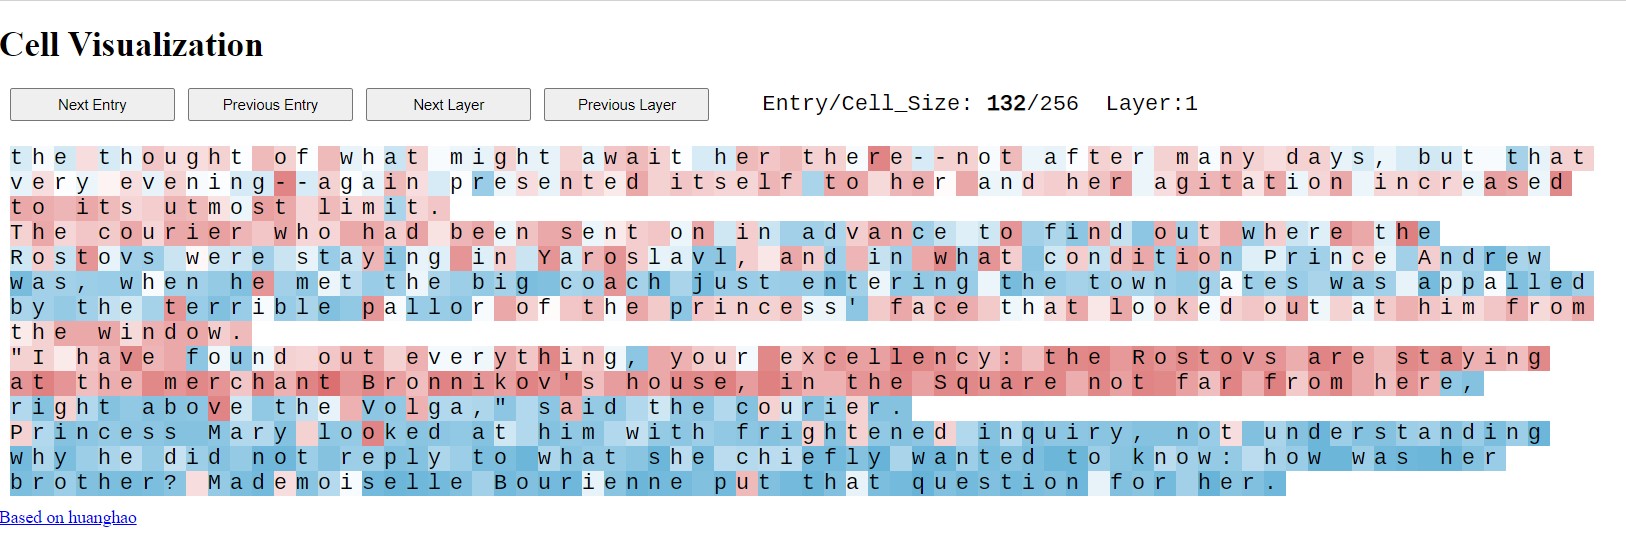 Cell Visualization
Next Entry Previous Entry Next Layer Previous Layer Entry/Cell_Size: 132/256 Layer:1
the thought of what might await her there--not after many days, but that
very evening--again presented itself to her and her agitation increased
to its utmost limit.
The courier who had been sent on in advance to find out where the
Rostovs were staying in Yaroslavl, and in what condition Prince Andrew
was, when he met the big coach just entering the town gates was appalled
by the terrible pallor of the princess' face that looked out at him from
the window.
"I have found out everything, your excellency: the Rostovs are staying
at the merchant Bronnikov's house, in the Square not far from here,
right above the Volga," said the courier.
Princess Mary looked at him with frightened inquiry, not understanding
why he did not reply to what she chiefly wanted to know: how was her
brother? Mademoiselle Bourienne put that question for her.
Based on huanghao